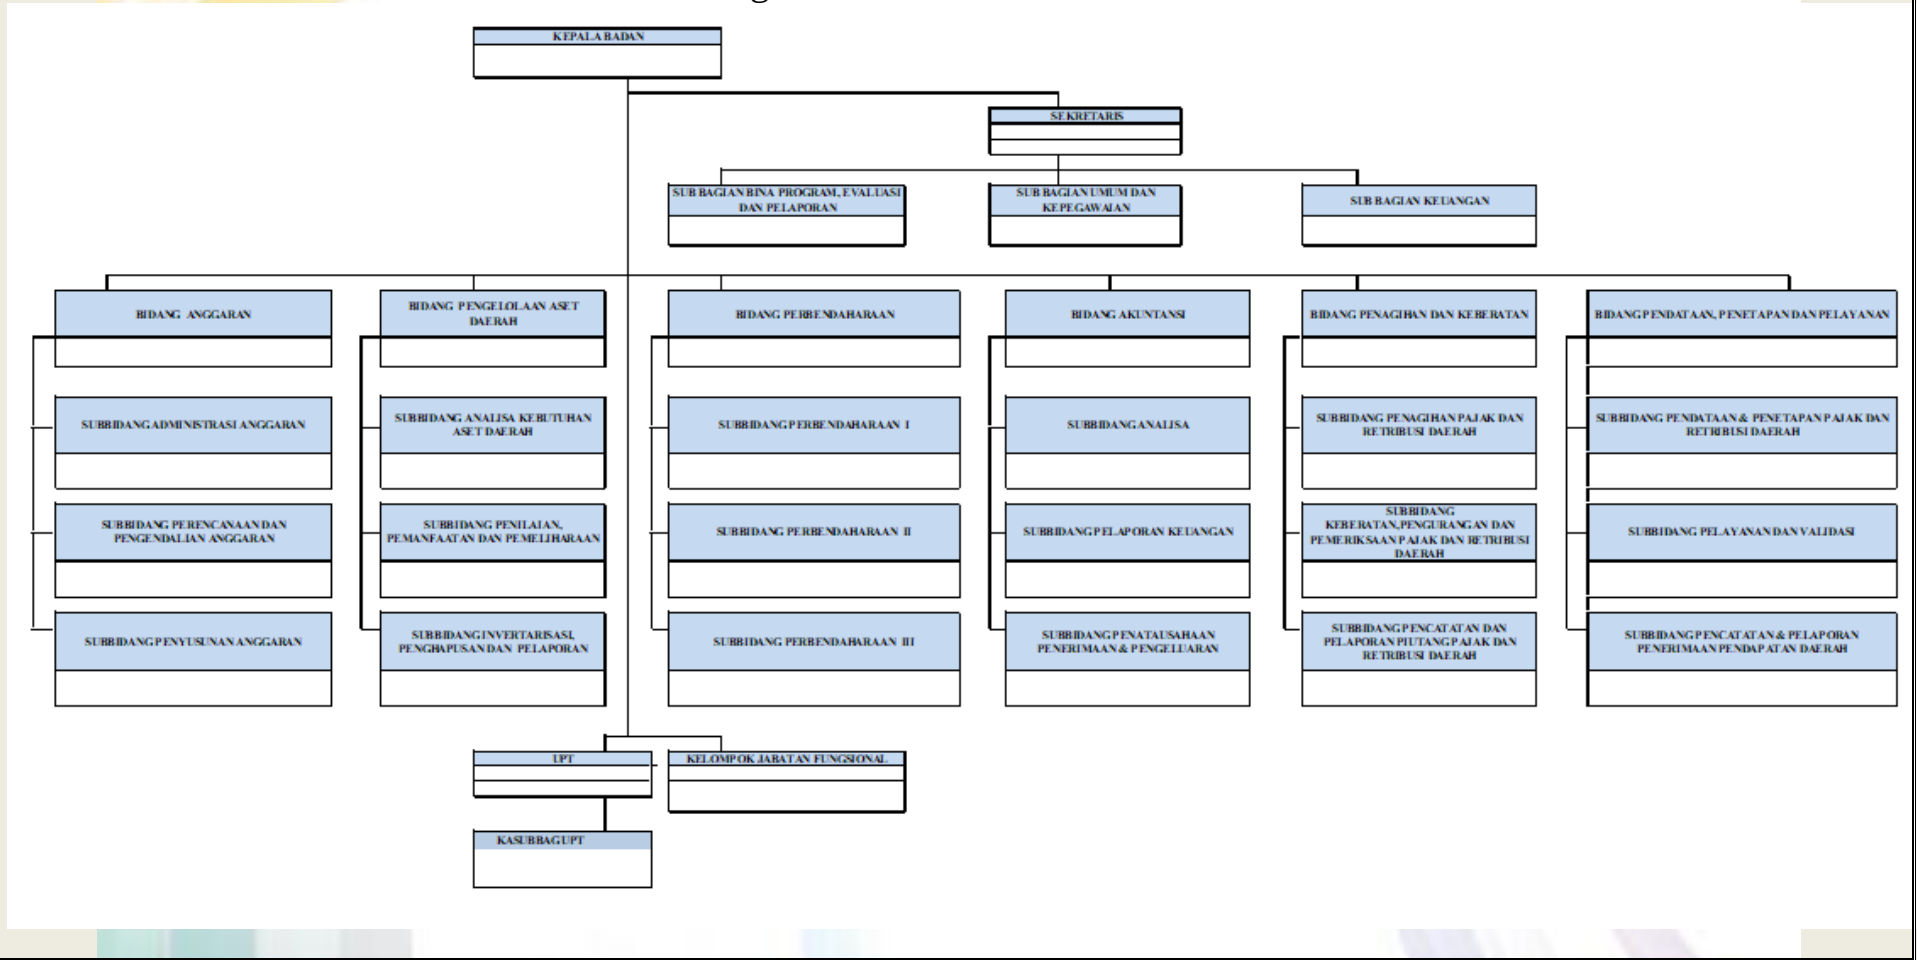 KEPALA BADAN
SEKRETARIS
SUB BAGIAN BINA PROGRAM, EVALUASI
DAN PELAPORAN
SUB BAGIAN UMUM DAN
KEPEGAWAIAN
SUB BAGIAN KEUANGAN
BIDANG ANGGARAN
BIDANG PENGELOLAAN ASET
DAERAH
BIDANG PERBENDAHARAAN
BIDANG AKUNTANSI
BIDANG PENAGIHAN DAN KEBERATAN
BIDANG PENDATAAN, PENETAPAN DAN PELAYANAN
SUBBIDANG ADMINISTRASI ANGGARAN
SUBBIDANG ANALISA KEBUTUHAN
ASET DAERAH
SUBBIDANG PERBENDAHARAAN I
SUBBIDANG ANALISA
SUBBIDANG PENAGIHAN PAJAK DAN
RETRIBUSI DAERAH
SUBBIDANG PENDATAAN & PENETAPAN PAJAK DAN
RETRIBUSI DAERAH
SUBBIDANG PERENCANAAN DAN
PENGENDALIAN ANGGARAN
SUBBIDANG PENILAIAN,
PEMANFAATAN DAN PEMELIHARAAN
SUBBIDANG PERBENDAHARAAN II
SUBBIDANG PELAPORAN KEUANGAN
SUBBIDANG
KEBERATAN,PENGURANGAN DAN
PEMERIKSAAN PAJAK DAN RETRIBUSI
DAERAH
SUBBIDANG PELAYANAN DAN VALIDASI
SUBBIDANG PENYUSUNAN ANGGARAN
SUBBIDANG INVERTARISASI,
PENGHAPUSAN DAN PELAPORAN
SUBBIDANG PERBENDAHARAAN III
SUBBIDANG PENATAUSAHAAN
PENERIMAAN & PENGELUARAN
SUBBIDANG PENCATATAN DAN
PELAPORAN PIUTANG PAJAK DAN
RETRIBUSI DAERAH
SUBBIDANG PENCATATAN & PELAPORAN
PENERIMAAN PENDAPATAN DAERAH
UPT
KELOMPOK JABATAN FUNGSIONAL
KASUBBAG UPT